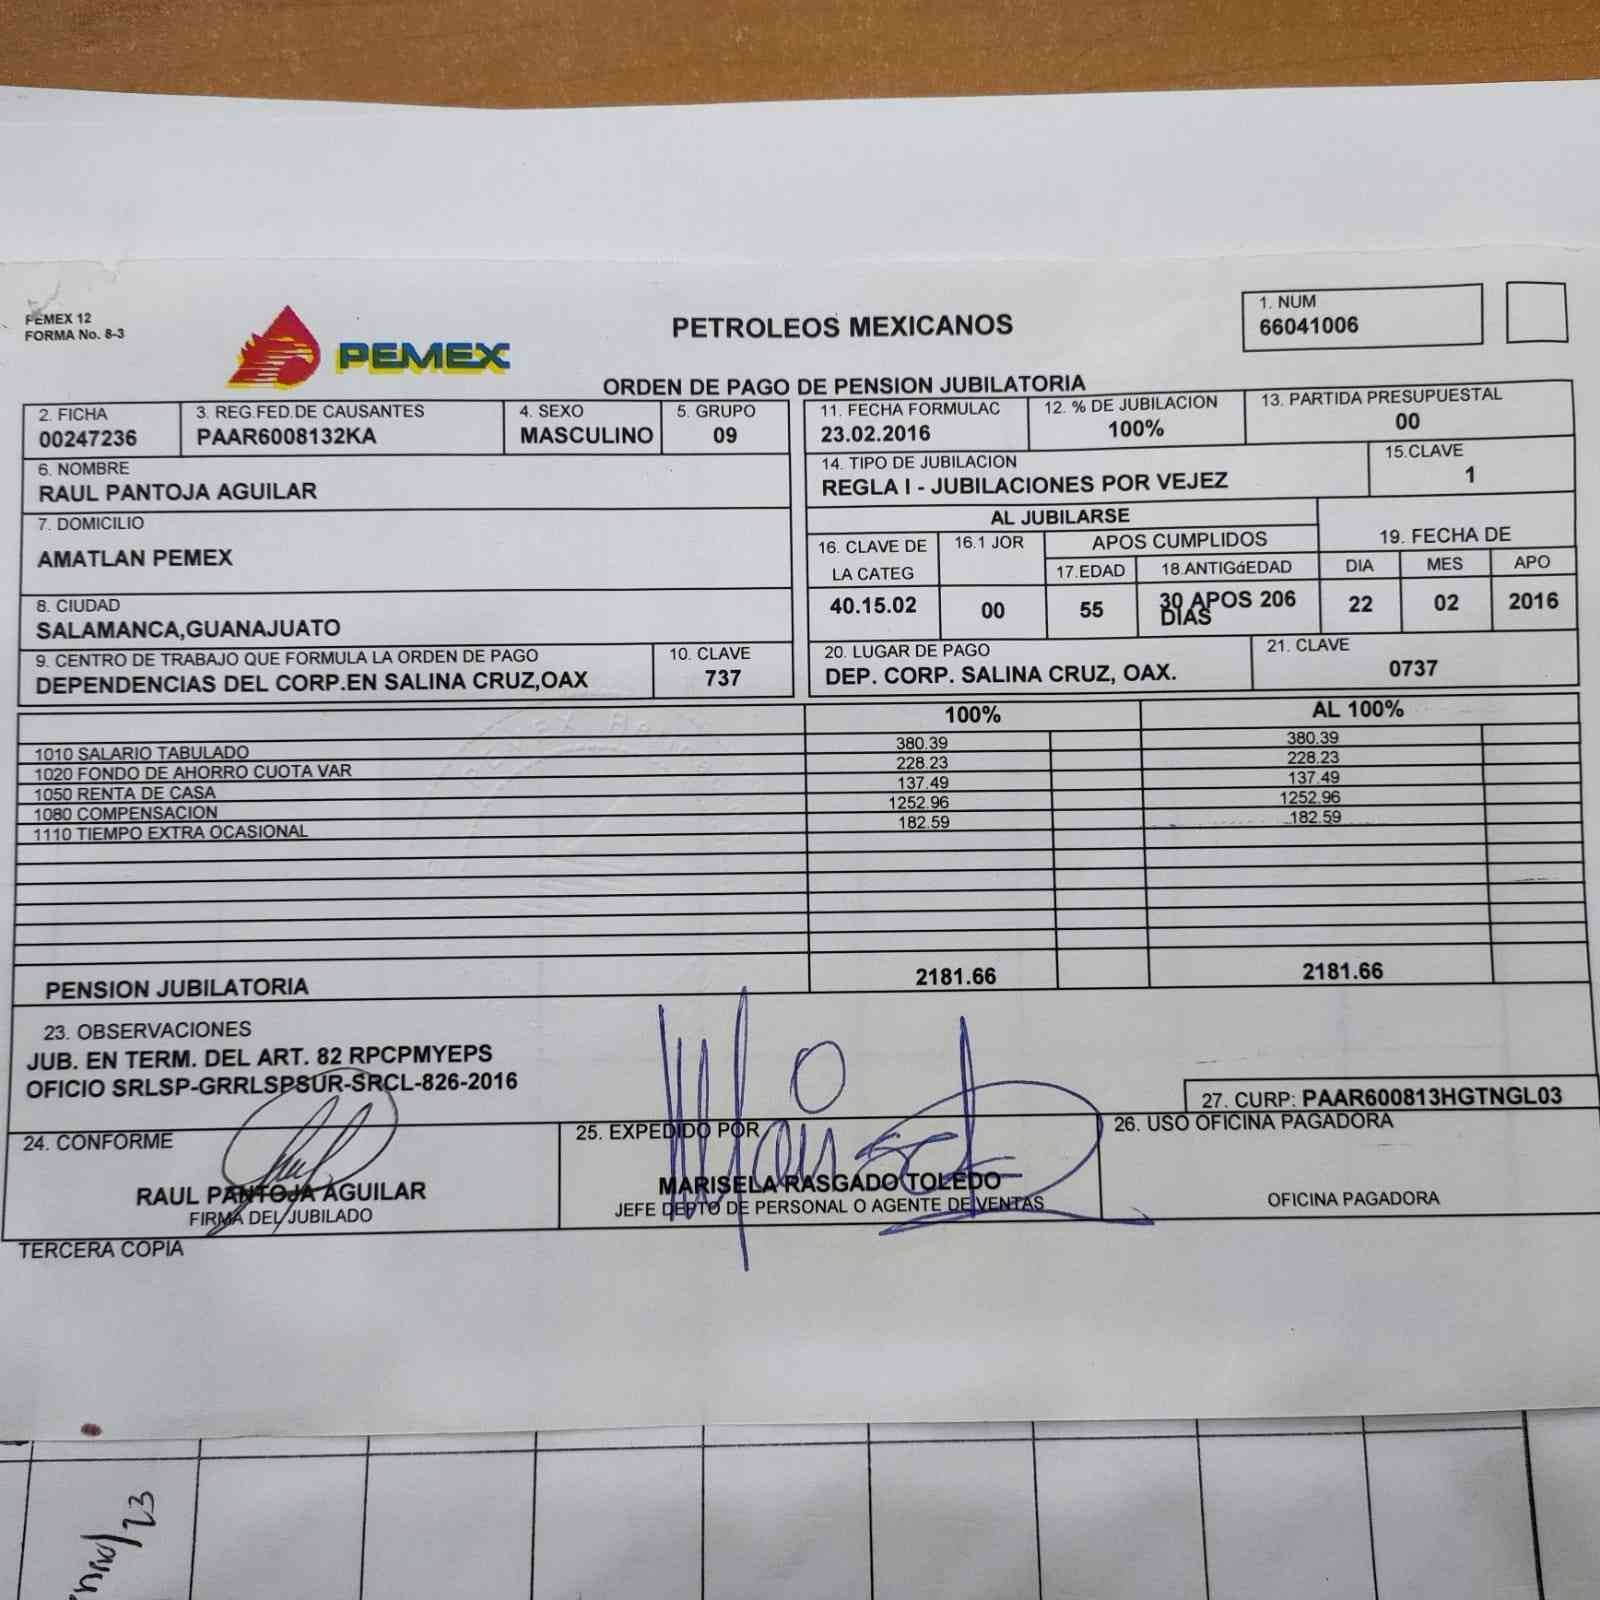 PEMEX 12
FORMA No. 8-3
PEMEX
PETROLEOS MEXICANOS
1. NUM
66041006
ORDEN DE PAGO DE PENSION JUBILATORIA
2. FICHA
00247236
3. REG.FED.DE CAUSANTES
PAAR6008132KA
4. SEXO
MASCULINO
5. GRUPO
09
11. FECHA FORMULAC
23.02.2016
12. % DE JUBILACION
100%
13. PARTIDA PRESUPUESTAL
00
6. NOMBRE
RAUL PANTOJA AGUILAR
14. TIPO DE JUBILACION
REGLA I - JUBILACIONES POR VEJEZ
15.CLAVE
1
7. DOMICILIO
AMATLAN PEMEX
AL JUBILARSE
16. CLAVE DE
LA CATEG
40.15.02
16.1 JOR
00
APOS CUMPLIDOS
17.EDAD
55
18.ANTIGáEDAD
30 APOS 206
DIAS
19. FECHA DE
DIA
22
MES
02
APO
2016
8. CIUDAD
SALAMANCA,GUANAJUATO
9. CENTRO DE TRABAJO QUE FORMULA LA ORDEN DE PAGO
DEPENDENCIAS DEL CORP.EN SALINA CRUZ,OAX
10. CLAVE
737
20. LUGAR DE PAGO
DEP. CORP. SALINA CRUZ, OAX.
21. CLAVE
0737
100% AL 100%
1010 SALARIO TABULADO 380.39 380.39
1020 FONDO DE AHORRO CUOTA VAR 228.23 228.23
1050 RENTA DE CASA 137.49 137.49
1080 COMPENSACION 1252.96 1252.96
1110 TIEMPO EXTRA OCASIONAL 182.59 182.59
PENSION JUBILATORIA 2181.66 2181.66
23. OBSERVACIONES
JUB. EN TERM. DEL ART. 82 RPCPMYEPS
OFICIO SRLSP-GRRLSPSUR-SRCL-826-2016
27. CURP: PAAR600813HGTNGL03
24. CONFORME
RAUL PANTOJA AGUILAR
FIRMA DEL JUBILADO
25. EXPEDIDO POR
MARISELA RASGADO TOLEDO
JEFE DEPTO DE PERSONAL O AGENTE DE VENTAS
26. USO OFICINA PAGADORA
OFICINA PAGADORA
TERCERA COPIA